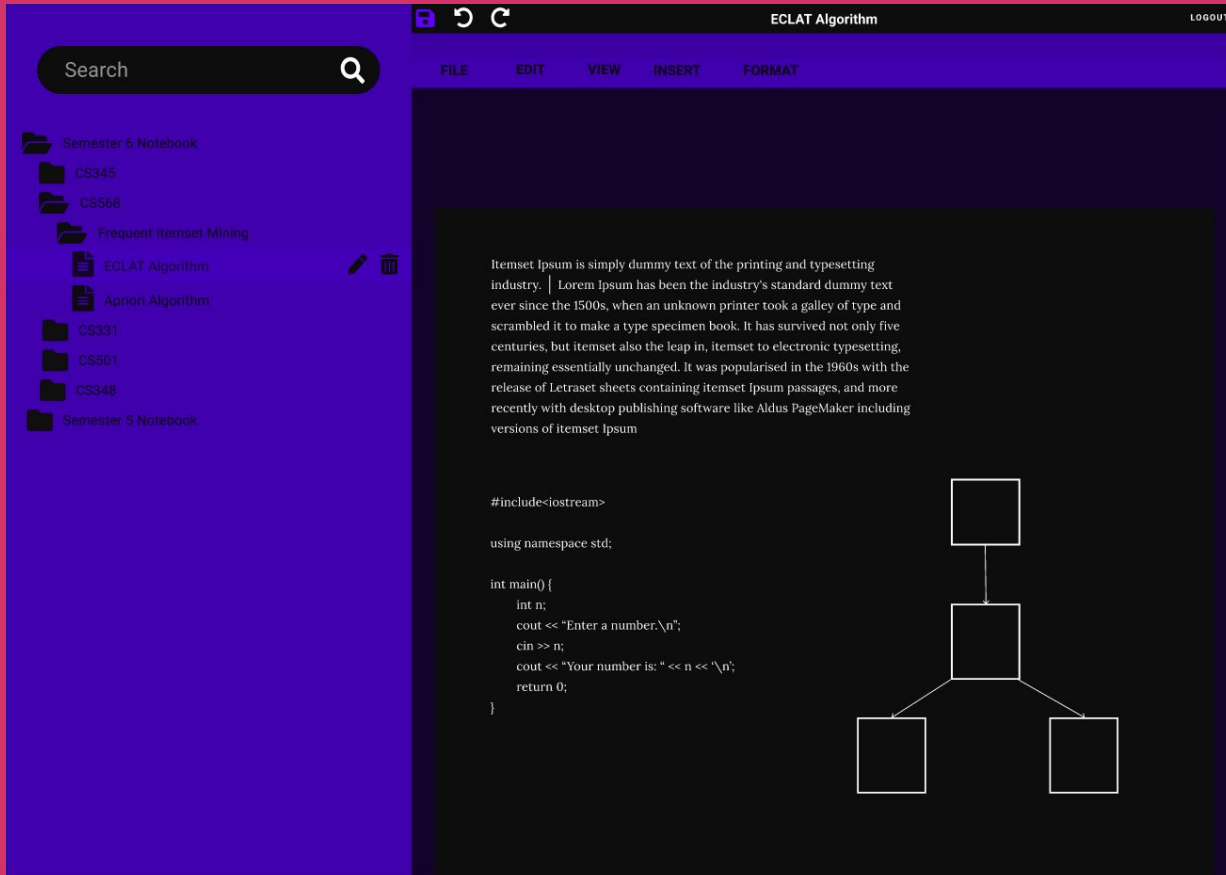 ECLAT Algorithm
LOGOUT
Search
FILE EDIT VIEW INSERT FORMAT
Semester 6 Notebook
CS345
CS568
Frequent Itemset Mining
ECLAT Algorithm
Apriori Algorithm
CS331
CS501
CS348
Semester 5 Notebook
Itemset Ipsum is simply dummy text of the printing and typesetting
industry. Lorem Ipsum has been the industry's standard dummy text
ever since the 1500s, when an unknown printer took a galley of type and
scrambled it to make a type specimen book. It has survived not only five
centuries, but itemset also the leap in, itemset to electronic typesetting,
remaining essentially unchanged. It was popularised in the 1960s with the
release of Letraset sheets containing itemset Ipsum passages, and more
recently with desktop publishing software like Aldus PageMaker including
versions of itemset Ipsum
#include<iostream>
using namespace std;
int main() {
int n;
cout << “Enter a number.\n”;
cin >> n;
cout << “Your number is: “ << n << ‘\n’;
return 0;
}